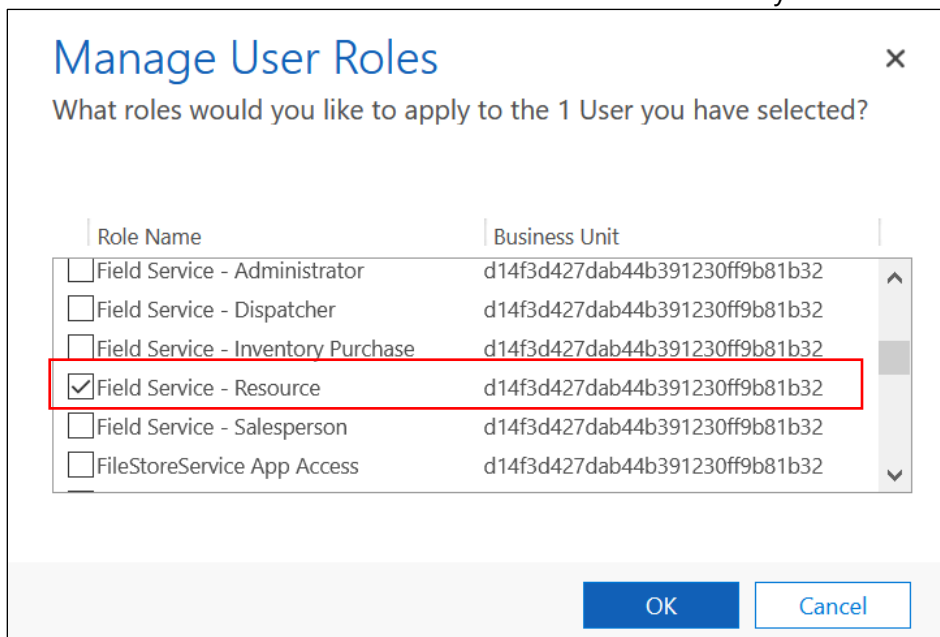 Manage User Roles
What roles would you like to apply to the 1 User you have selected?
Role Name Business Unit
Field Service - Administrator d14f3d427dab44b391230ff9b81b32
Field Service - Dispatcher d14f3d427dab44b391230ff9b81b32
Field Service - Inventory Purchase d14f3d427dab44b391230ff9b81b32
Field Service - Resource d14f3d427dab44b391230ff9b81b32
Field Service - Salesperson d14f3d427dab44b391230ff9b81b32
FileStoreService App Access d14f3d427dab44b391230ff9b81b32
OK Cancel